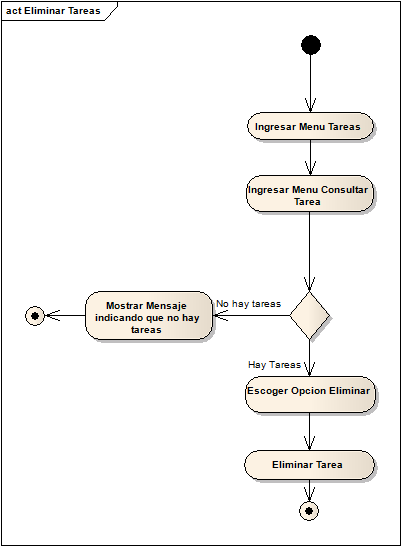 act Eliminar Tareas
Ingresar Menu Tareas
Ingresar Menu Consultar
Tarea
No hay tareas
Mostrar Mensaje
indicando que no hay
tareas
Hay Tareas
Escoger Opcion Eliminar
Eliminar Tarea